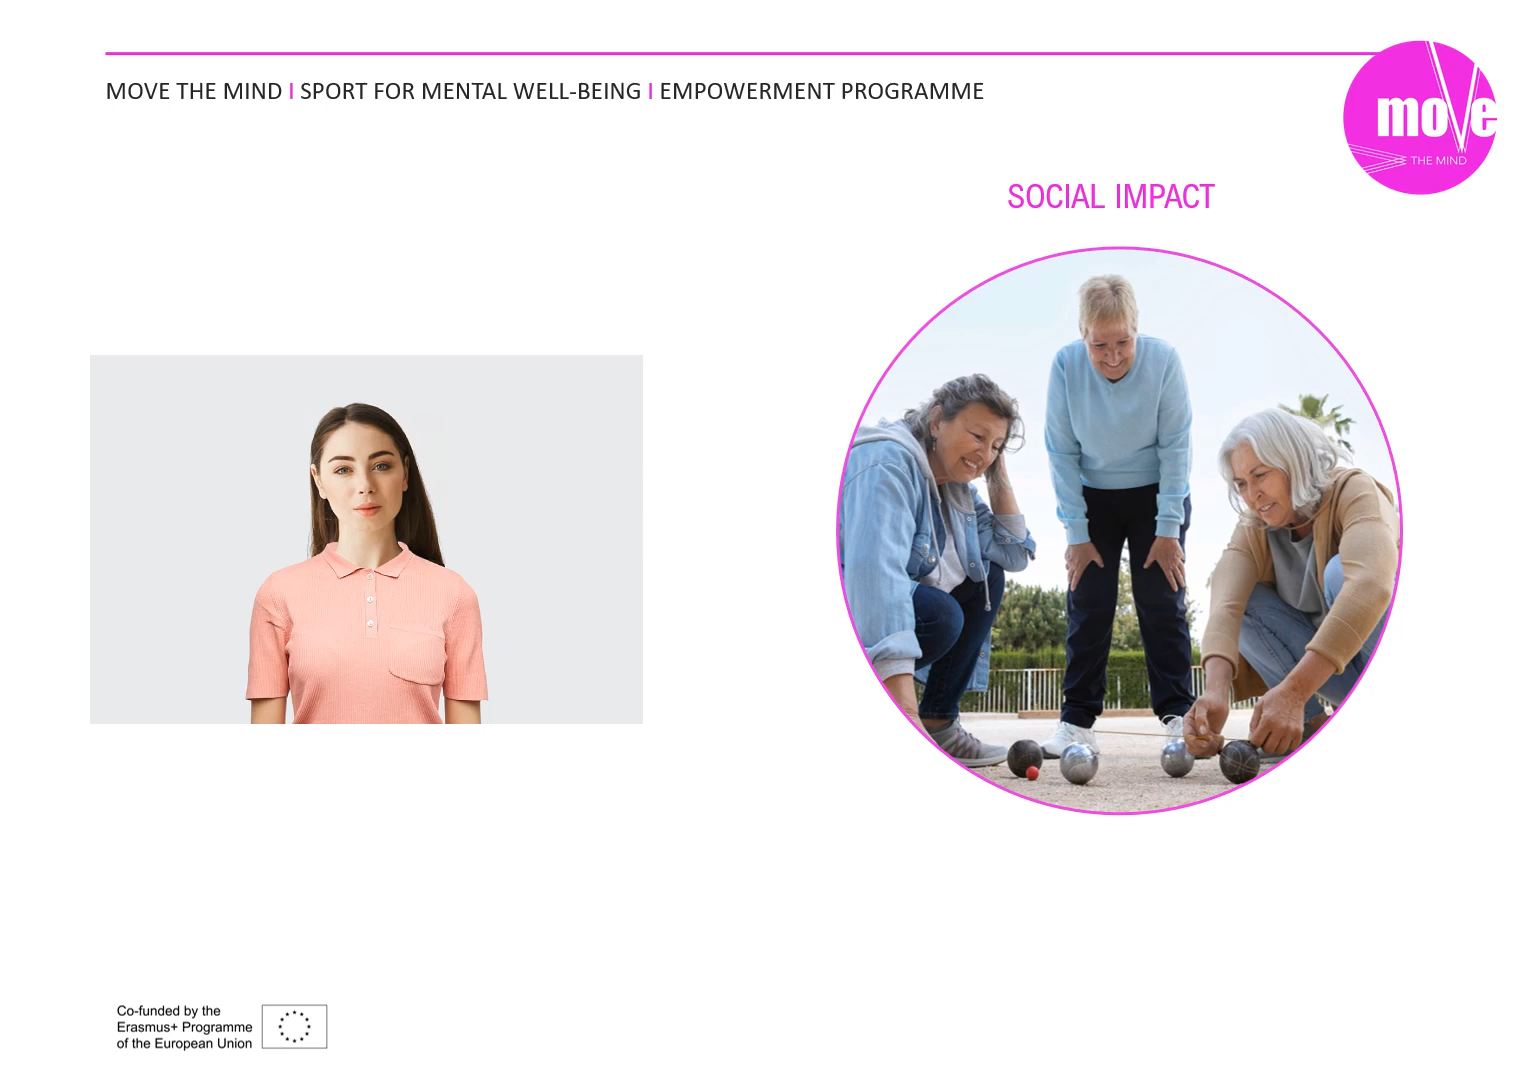 MOVE THE MIND I SPORT FOR MENTAL WELL-BEING I EMPOWERMENT PROGRAMME
move
THE MIND
SOCIAL IMPACT
Co-funded by the
Erasmus+ Programme
of the European Union